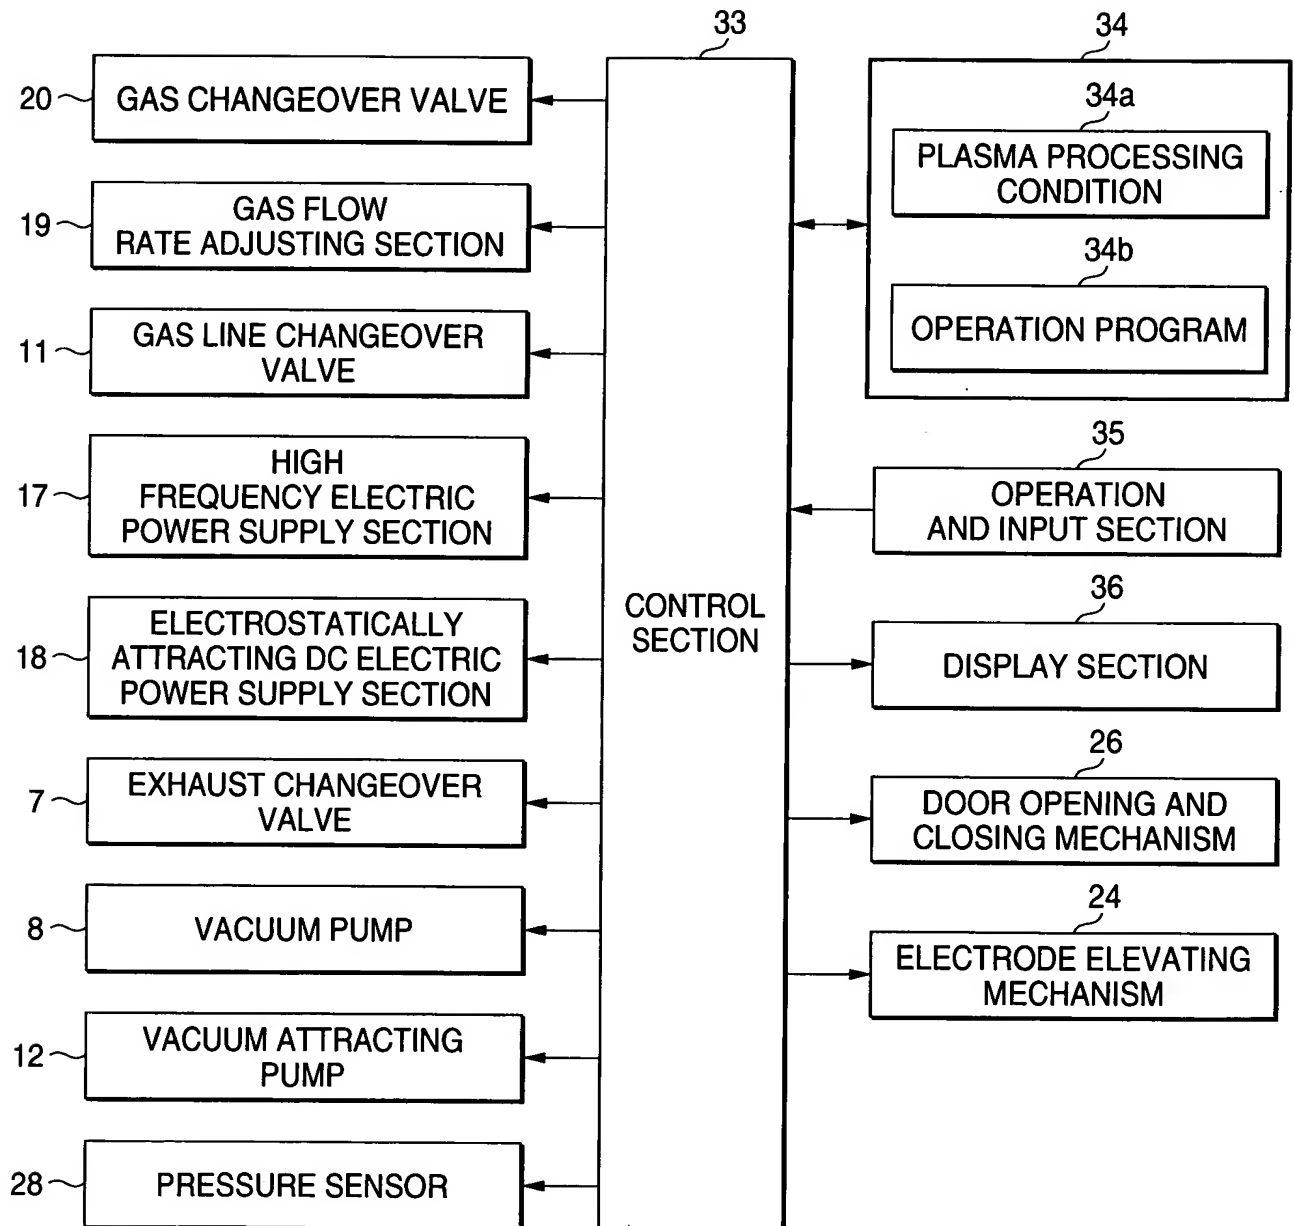 33
34
20
GAS CHANGEOVER VALVE
34a
PLASMA PROCESSING
CONDITION
19
GAS FLOW
RATE ADJUSTING SECTION
34b
OPERATION PROGRAM
11
GAS LINE CHANGEOVER
VALVE
17
HIGH
FREQUENCY ELECTRIC
POWER SUPPLY SECTION
35
OPERATION
AND INPUT SECTION
CONTROL
SECTION
18
ELECTROSTATICALLY
ATTRACTING DC ELECTRIC
POWER SUPPLY SECTION
36
DISPLAY SECTION
7
EXHAUST CHANGEOVER
VALVE
26
DOOR OPENING AND
CLOSING MECHANISM
8
VACUUM PUMP
24
ELECTRODE ELEVATING
MECHANISM
12
VACUUM ATTRACTING
PUMP
28
PRESSURE SENSOR